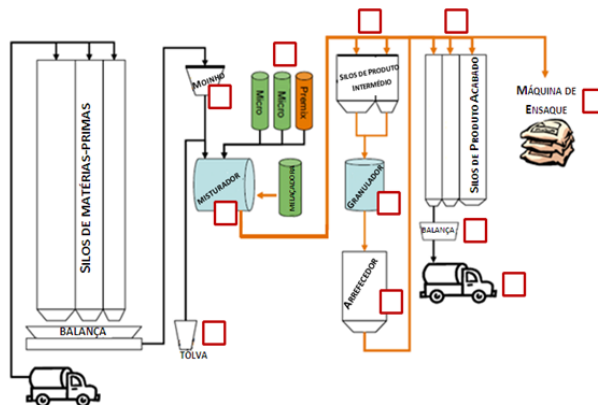 SILOS DE MATÉRIAS-PRIMAS
BALANÇA
MOINHO
Micro
Micro
Premix
MISTURADOR
MELAÇADORA
TOLVA
SILOS DE PRODUTO
INTERMÉDIO
GRANULADOR
ARREFECEDOR
SILOS DE PRODUTO ACABADO
BALANÇA
MÁQUINA DE
ENSAQUE